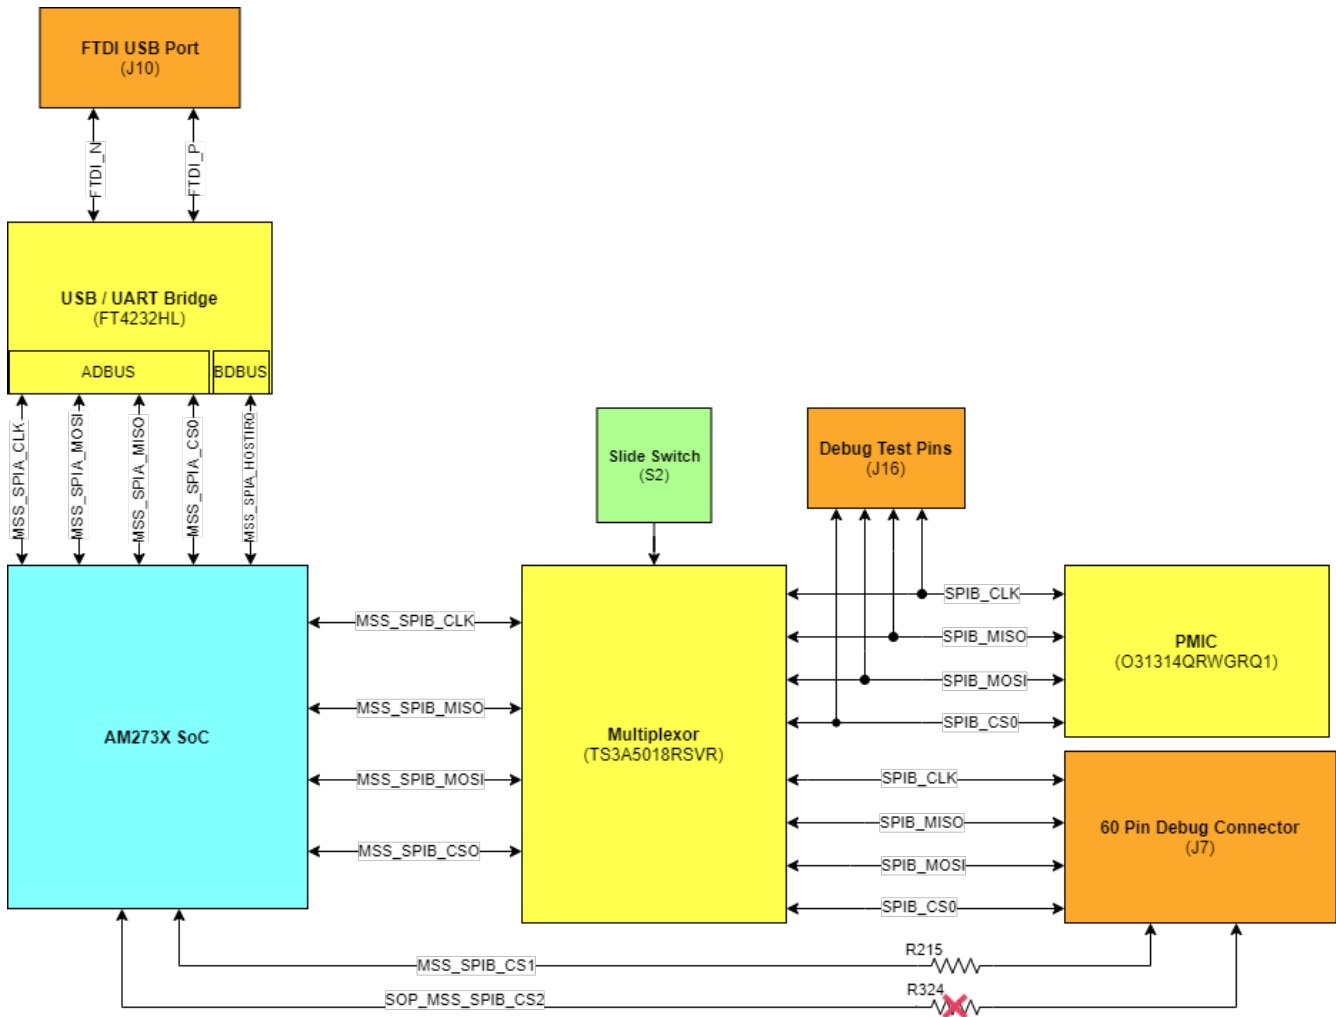 FTDI USB Port
(J10)
FTDI_N
FTDI_P
USB / UART Bridge
(FT4232HL)
ADBUS
BDBUS
MSS_SPIA_CLK
MSS_SPIA_MOSI
MSS_SPIA_MISO
MSS_SPIA_CS0
MSS_SPIA_HOSTIRQ
Slide Switch
(S2)
Debug Test Pins
(J16)
AM273X SoC
MSS_SPIB_CLK
MSS_SPIB_MISO
MSS_SPIB_MOSI
MSS_SPIB_CSO
Multiplexor
(TS3A5018RSVR)
SPIB_CLK
SPIB_MISO
SPIB_MOSI
SPIB_CS0
PMIC
(O31314QRWGRQ1)
SPIB_CLK
SPIB_MISO
SPIB_MOSI
SPIB_CS0
60 Pin Debug Connector
(J7)
R215
MSS_SPIB_CS1
R324
SOP_MSS_SPIB_CS2